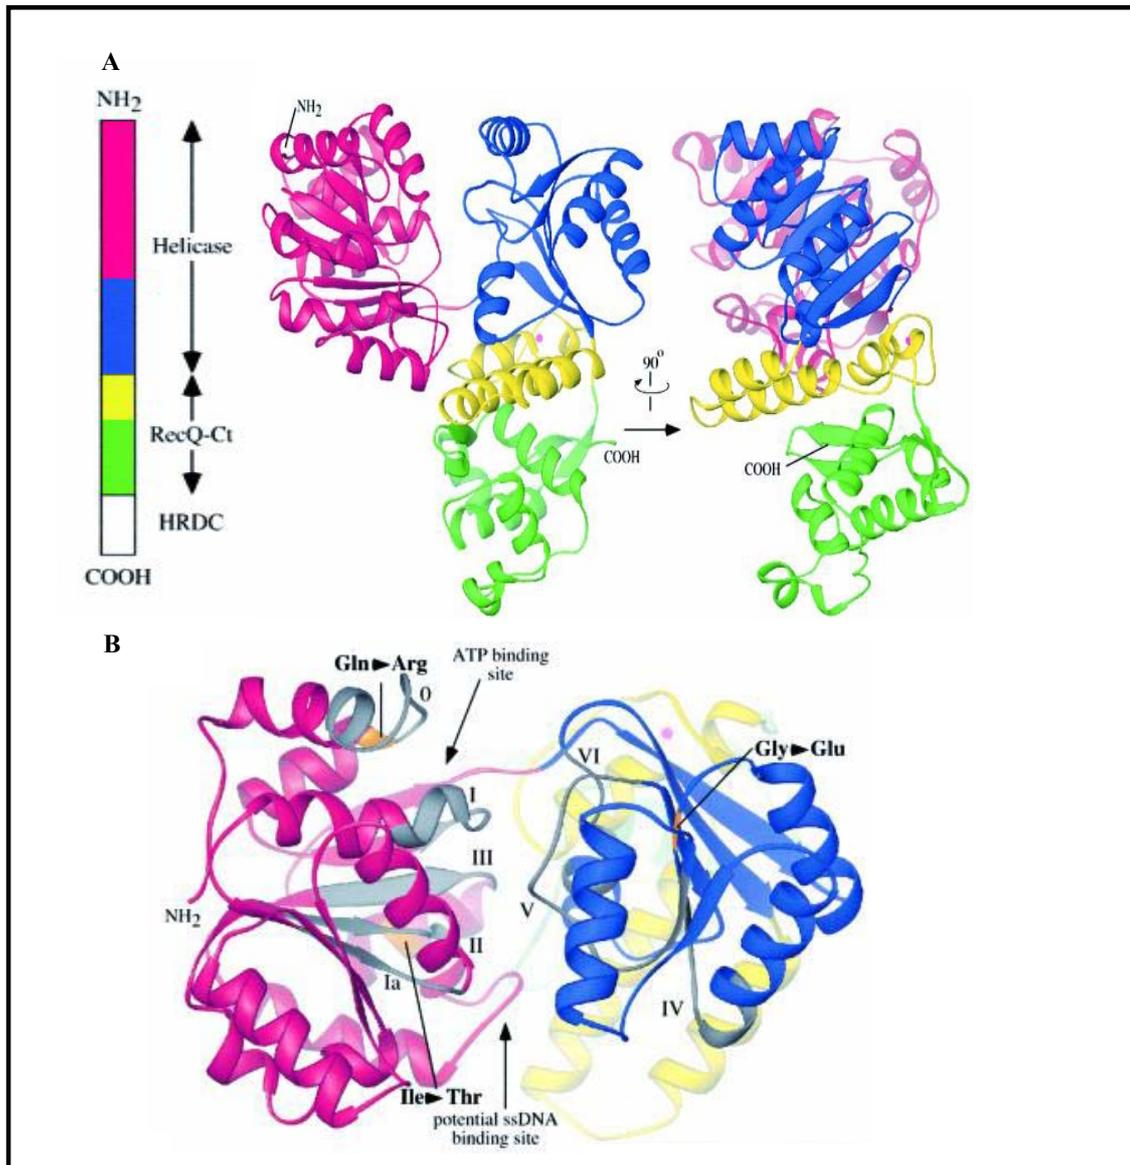 A
NH2
Helicase
RecQ-Ct
HRDC
COOH
NH2
90°
COOH
COOH
B
Gln►Arg
0
ATP binding
site
I
III
II
Ia
NH2
Ile►Thr
potential ssDNA
binding site
VI
V
IV
Gly►Glu